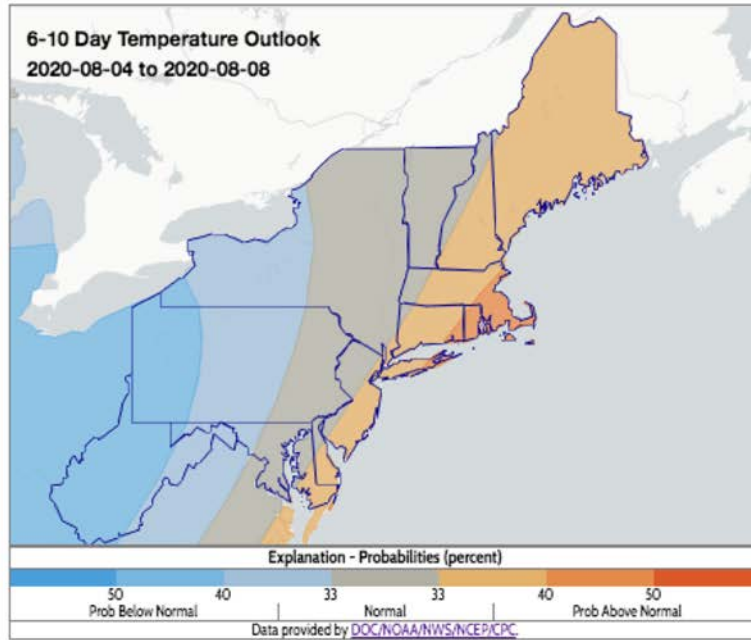 6-10 Day Temperature Outlook
2020-08-04 to 2020-08-08
Explanation - Probabilities (percent)
50 40 33 33 40 50
Prob Below Normal | Normal | Prob Above Normal
Data provided by DOC/NOAA/NWS/NCEP/CPC.